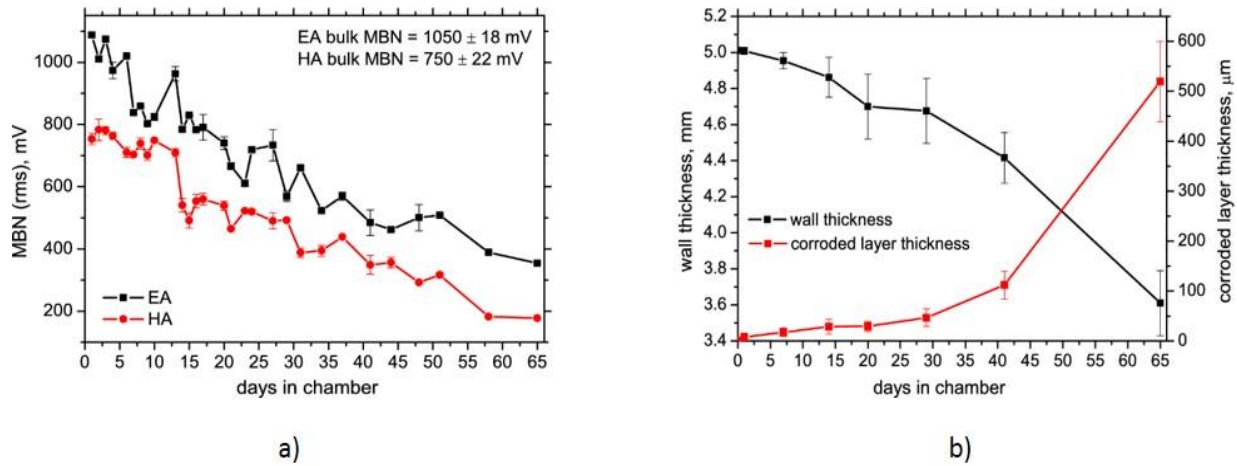 EA bulk MBN = 1050 ± 18 mV
HA bulk MBN = 750 ± 22 mV
MBN (rms), mV
1000
800
600
400
200
EA
HA
0 5 10 15 20 25 30 35 40 45 50 55 60 65
days in chamber
a)
wall thickness, mm
5.2
5.0
4.8
4.6
4.4
4.2
4.0
3.8
3.6
3.4
wall thickness
corroded layer thickness
600
500
400
300
200
100
0
corroded layer thickness, μm
0 5 10 15 20 25 30 35 40 45 50 55 60 65
days in chamber
b)